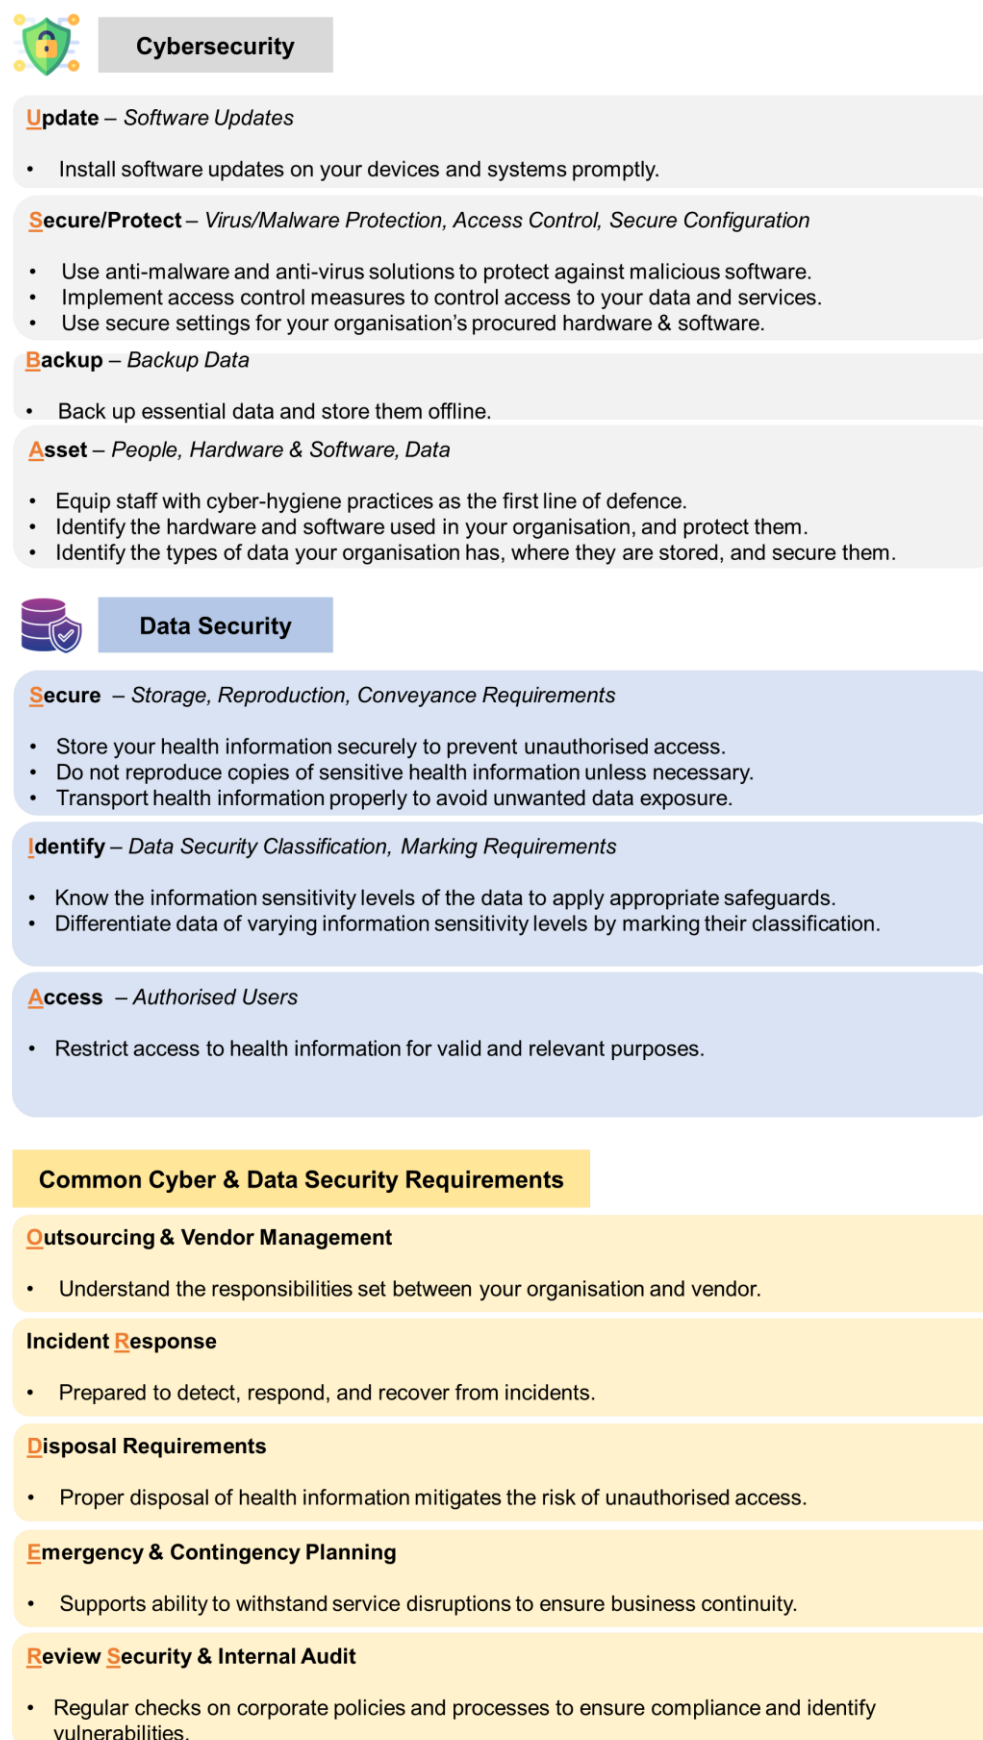 Cybersecurity
Update – Software Updates
• Install software updates on your devices and systems promptly.
Secure/Protect – Virus/Malware Protection, Access Control, Secure Configuration
• Use anti-malware and anti-virus solutions to protect against malicious software.
• Implement access control measures to control access to your data and services.
• Use secure settings for your organisation's procured hardware & software.
Backup – Backup Data
• Back up essential data and store them offline.
Asset – People, Hardware & Software, Data
• Equip staff with cyber-hygiene practices as the first line of defence.
• Identify the hardware and software used in your organisation, and protect them.
• Identify the types of data your organisation has, where they are stored, and secure them.
Data Security
Secure – Storage, Reproduction, Conveyance Requirements
• Store your health information securely to prevent unauthorised access.
• Do not reproduce copies of sensitive health information unless necessary.
• Transport health information properly to avoid unwanted data exposure.
Identify – Data Security Classification, Marking Requirements
• Know the information sensitivity levels of the data to apply appropriate safeguards.
• Differentiate data of varying information sensitivity levels by marking their classification.
Access – Authorised Users
• Restrict access to health information for valid and relevant purposes.
Common Cyber & Data Security Requirements
Outsourcing & Vendor Management
• Understand the responsibilities set between your organisation and vendor.
Incident Response
• Prepared to detect, respond, and recover from incidents.
Disposal Requirements
• Proper disposal of health information mitigates the risk of unauthorised access.
Emergency & Contingency Planning
• Supports ability to withstand service disruptions to ensure business continuity.
Review Security & Internal Audit
• Regular checks on corporate policies and processes to ensure compliance and identify
vulnerabilities.